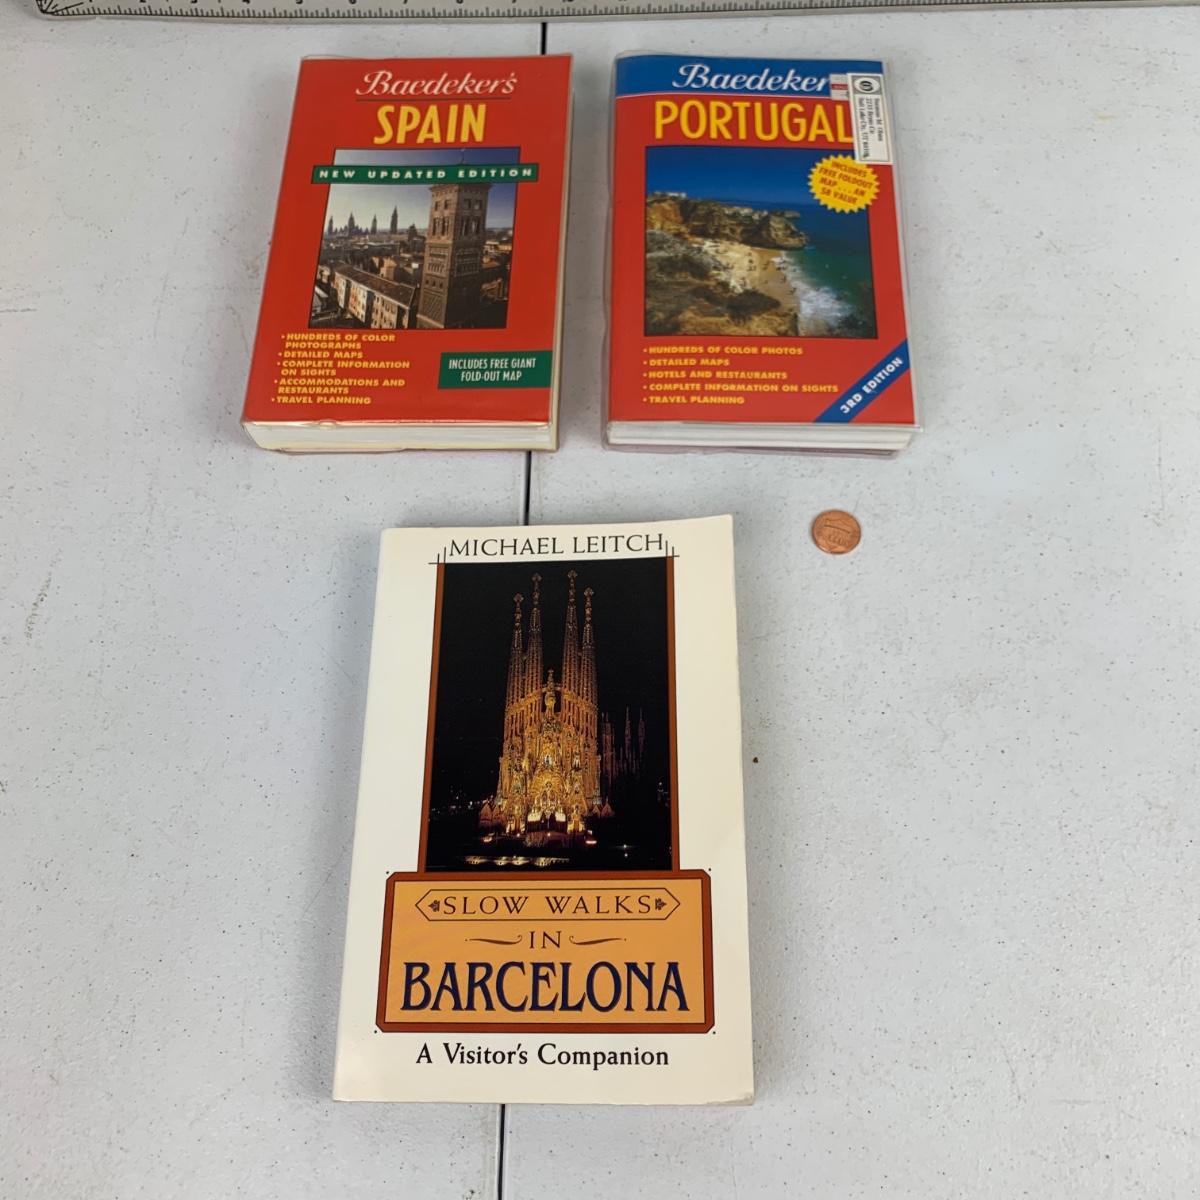 Baedeker's
SPAIN
NEW UPDATED EDITION
• HUNDREDS OF COLOR
PHOTOGRAPHS
• DETAILED MAPS
• COMPLETE INFORMATION
ON SIGHTS
• ACCOMMODATIONS AND
RESTAURANTS
• TRAVEL PLANNING
INCLUDES FREE GIANT
FOLD-OUT MAP
Baedeker
PORTUGAL
INCLUDES
FREE FOLDOUT
MAP . . . AN
$8 VALUE
• HUNDREDS OF COLOR PHOTOS
• DETAILED MAPS
• HOTELS AND RESTAURANTS
• COMPLETE INFORMATION ON SIGHTS
• TRAVEL PLANNING
3RD EDITION
MICHAEL LEITCH
SLOW WALKS
IN
BARCELONA
A Visitor's Companion